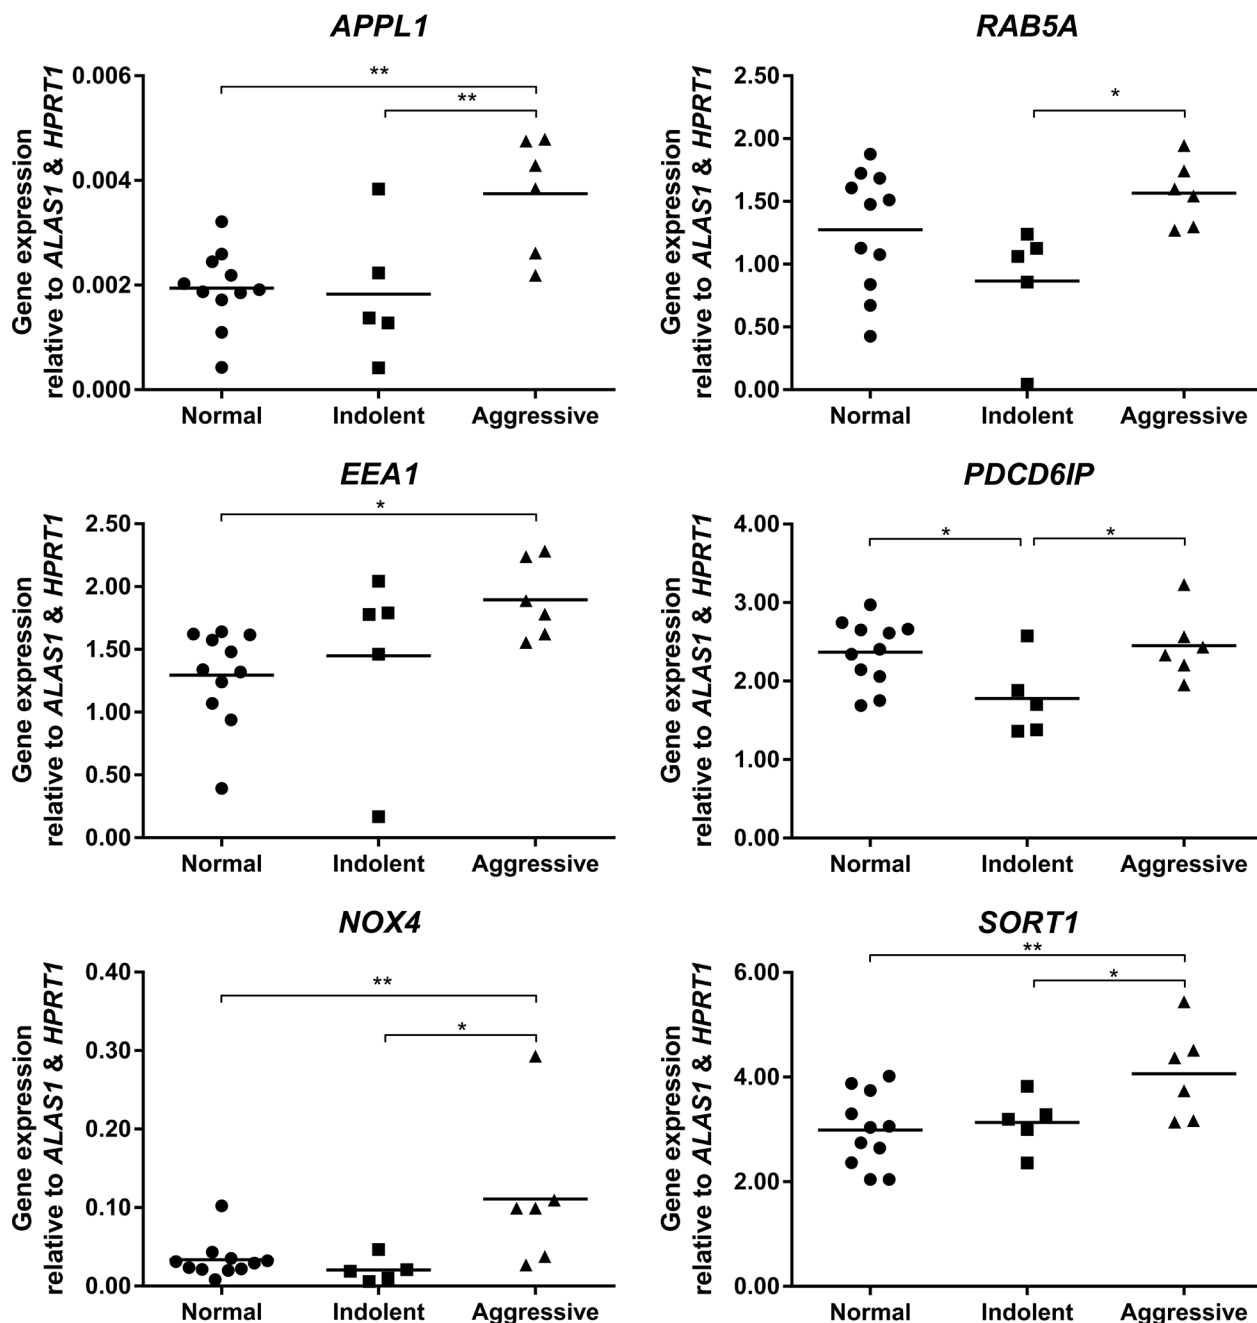 APPL1
Gene expression
relative to ALAS1 & HPRT1
0.006
0.004
0.002
0.000
**
**
Normal Indolent Aggressive
RAB5A
Gene expression
relative to ALAS1 & HPRT1
2.50
2.00
1.50
1.00
0.50
0.00
*
Normal Indolent Aggressive
EEA1
Gene expression
relative to ALAS1 & HPRT1
2.50
2.00
1.50
1.00
0.50
0.00
*
Normal Indolent Aggressive
PDCD6IP
Gene expression
relative to ALAS1 & HPRT1
4.00
3.00
2.00
1.00
0.00
* *
Normal Indolent Aggressive
NOX4
Gene expression
relative to ALAS1 & HPRT1
0.40
0.30
0.20
0.10
0.00
**
*
Normal Indolent Aggressive
SORT1
Gene expression
relative to ALAS1 & HPRT1
6.00
4.00
2.00
0.00
**
*
Normal Indolent Aggressive